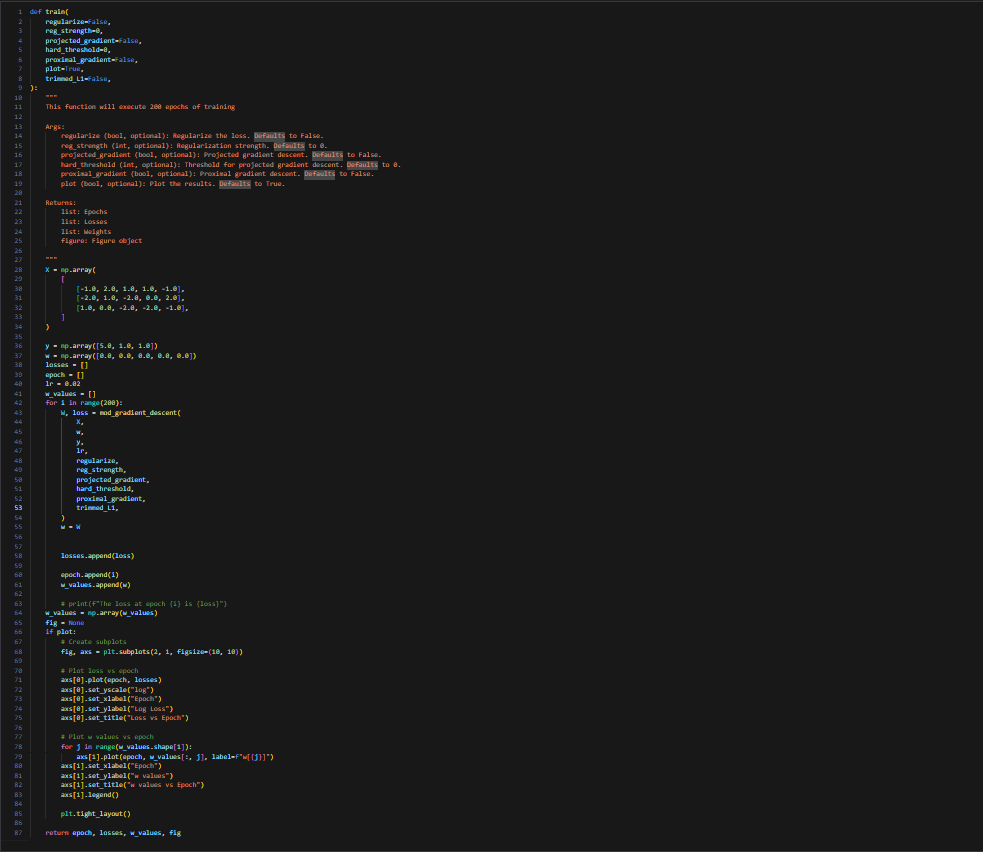 1 def train(
2 regularize=False,
3 reg_strength=0,
4 projected_gradient=False,
5 hard_threshold=0,
6 proximal_gradient=False,
7 plot=True,
8 trimmed_L1=False,
9 ):
10 """
11 This function will execute 200 epochs of training
12
13 Args:
14 regularize (bool, optional): Regularize the loss. Defaults to False.
15 reg_strength (int, optional): Regularization strength. Defaults to 0.
16 projected_gradient (bool, optional): Projected gradient descent. Defaults to False.
17 hard_threshold (int, optional): Threshold for projected gradient descent. Defaults to 0.
18 proximal_gradient (bool, optional): Proximal gradient descent. Defaults to False.
19 plot (bool, optional): Plot the results. Defaults to True.
20
21 Returns:
22 list: Epochs
23 list: Losses
24 list: Weights
25 figure: Figure object
26
27 """
28 X = np.array(
29 [
30 [-1.0, 2.0, 1.0, 1.0, -1.0],
31 [-2.0, 1.0, -2.0, 0.0, 2.0],
32 [1.0, 0.0, -2.0, -2.0, -1.0],
33 ]
34 )
35
36 y = np.array([5.0, 1.0, 1.0])
37 w = np.array([0.0, 0.0, 0.0, 0.0, 0.0])
38 losses = []
39 epoch = []
40 lr = 0.02
41 w_values = []
42 for i in range(200):
43 W, loss = mod_gradient_descent(
44 X,
45 w,
46 y,
47 lr,
48 regularize,
49 reg_strength,
50 projected_gradient,
51 hard_threshold,
52 proximal_gradient,
53 trimmed_L1,
54 )
55 w = W
56
57
58 losses.append(loss)
59
60 epoch.append(i)
61 w_values.append(w)
62
63 # print(f"The loss at epoch {i} is {loss}")
64 w_values = np.array(w_values)
65 fig = None
66 if plot:
67 # Create subplots
68 fig, axs = plt.subplots(2, 1, figsize=(10, 10))
69
70 # Plot loss vs epoch
71 axs[0].plot(epoch, losses)
72 axs[0].set_yscale("log")
73 axs[0].set_xlabel("Epoch")
74 axs[0].set_ylabel("Log Loss")
75 axs[0].set_title("Loss vs Epoch")
76
77 # Plot w values vs epoch
78 for j in range(w_values.shape[1]):
79 axs[1].plot(epoch, w_values[:, j], label=f"w[{j}]")
80 axs[1].set_xlabel("Epoch")
81 axs[1].set_ylabel("w values")
82 axs[1].set_title("w values vs Epoch")
83 axs[1].legend()
84
85 plt.tight_layout()
86
87 return epoch, losses, w_values, fig